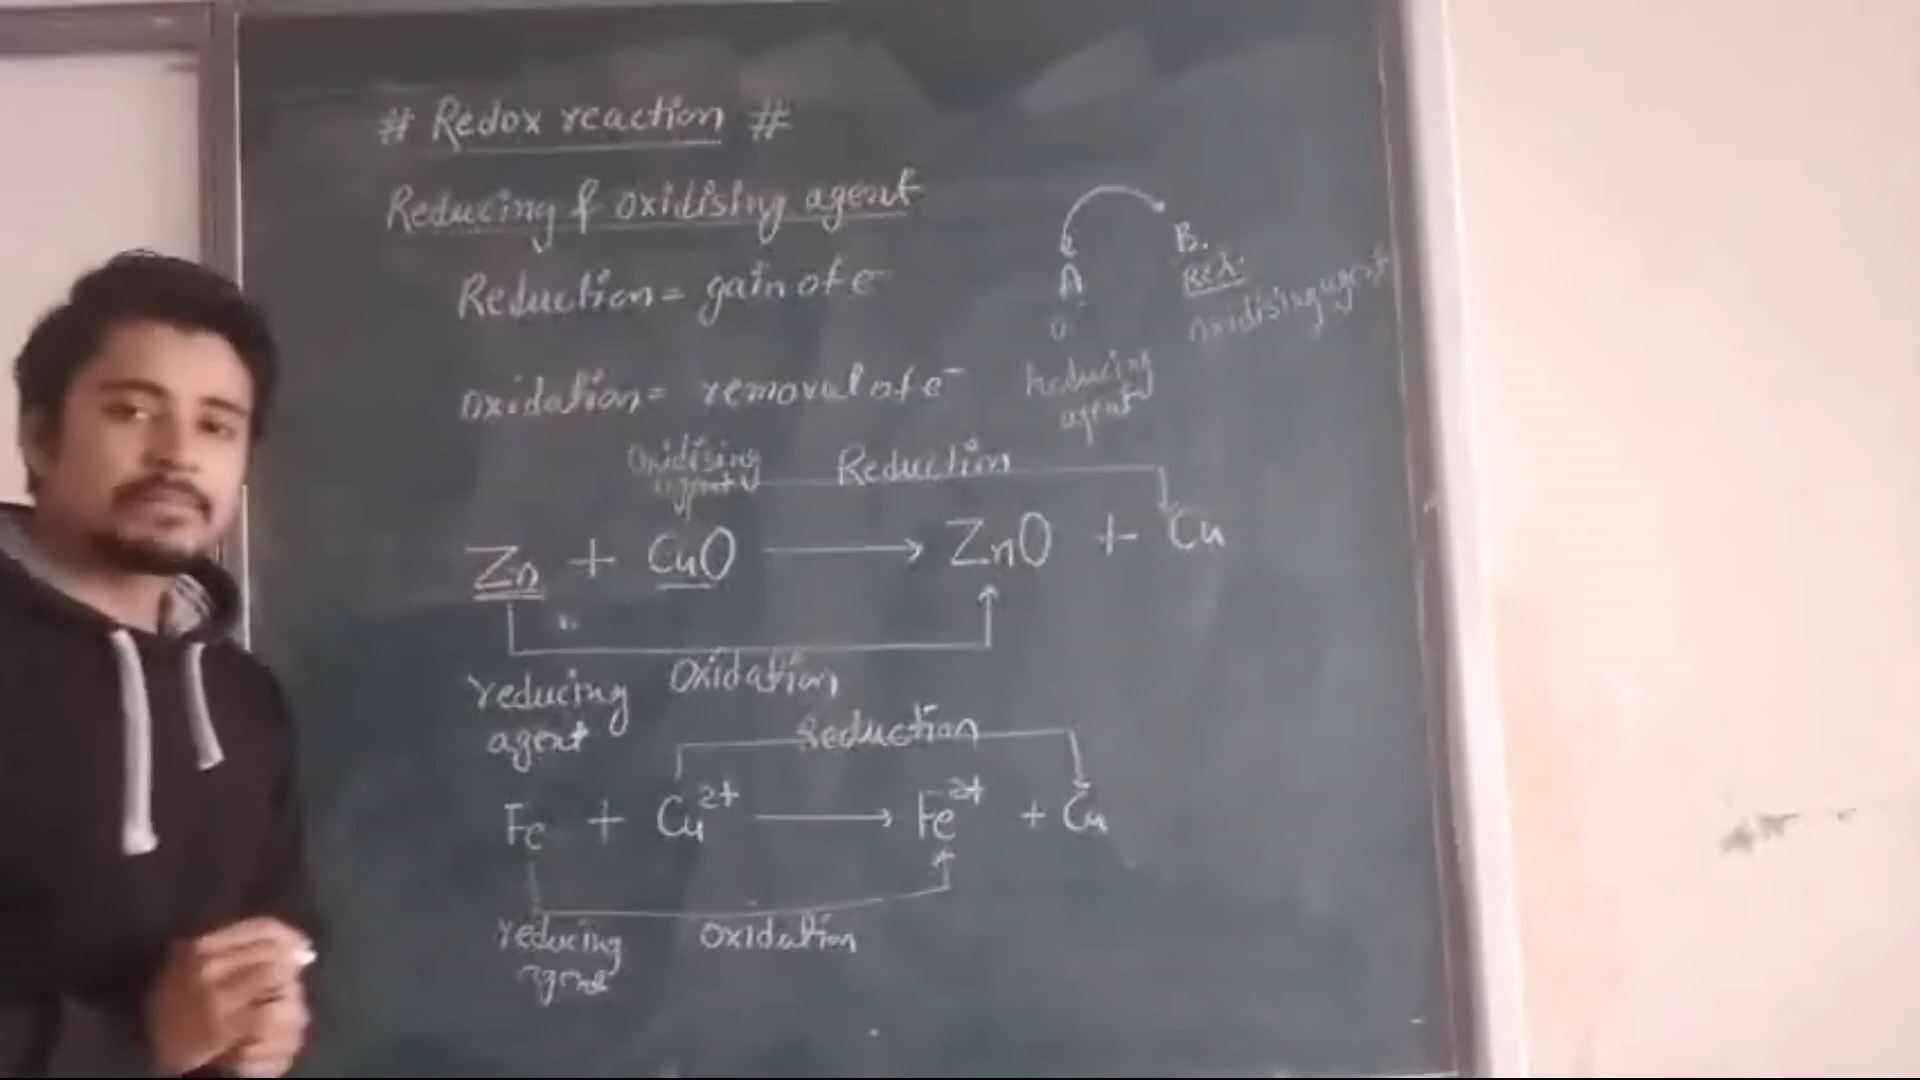 # Redox reaction #
Reducing & oxidising agent
Reduction = gain of e
oxidation = removal of e⁻
e
A
B.
Red.
oxidising agent
reducing
agent
Oxidising
agent
Reduction
Zn + CuO → ZnO + Cu
Oxidation
reducing
agent
Reduction
Fe + Cu²⁺ → Fe²⁺ + Cu
reducing
agent
oxidation